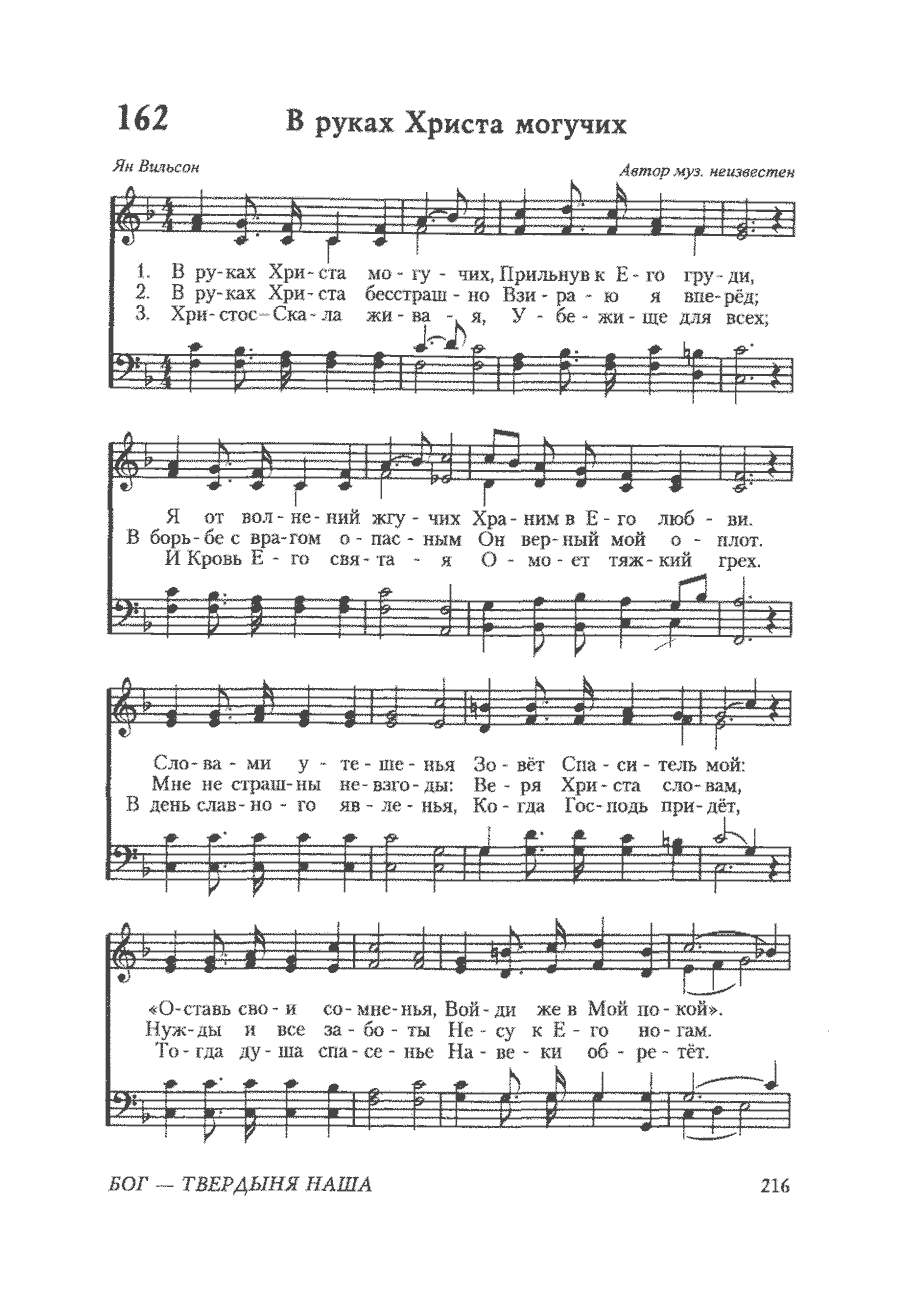 162 В руках Христа могучих
Ян Вильсон Автор муз. неизвестен
1. В ру-ках Хри-ста мо - гу - чих, Прильнув к Е - го гру - ди,
2. В ру-ках Хри-ста бесстраш - но Взи - ра - ю я впе-рёд;
3. Хри-стос–Ска-ла жи - ва - я, У - бе - жи - ще для всех;
Я от вол - не - ний жгу - чих Хра - ним в Е - го люб - ви.
В борь-бе с вра-гом о - пас - ным Он вер-ный мой о - плот.
И Кровь Е - го свя-та - я О - мо - ет тяж-кий грех.
Сло-ва - ми у - те - ше - нья Зо - вёт Спа - си - тель мой:
Мне не страш-ны не-взго-ды: Ве - ря Хри - ста сло-вам,
В день слав-но - го яв - ле - нья, Ко - гда Гос-подь при-дёт,
«О-ставь сво - и со-мне-нья, Вой-ди же в Мой по-кой».
Нуж-ды и все за - бо - ты Не - су к Е - го но-гам.
То-гда ду-ша спа-се-нье На - ве - ки об - ре - тёт.
БОГ — ТВЕРДЫНЯ НАША 216